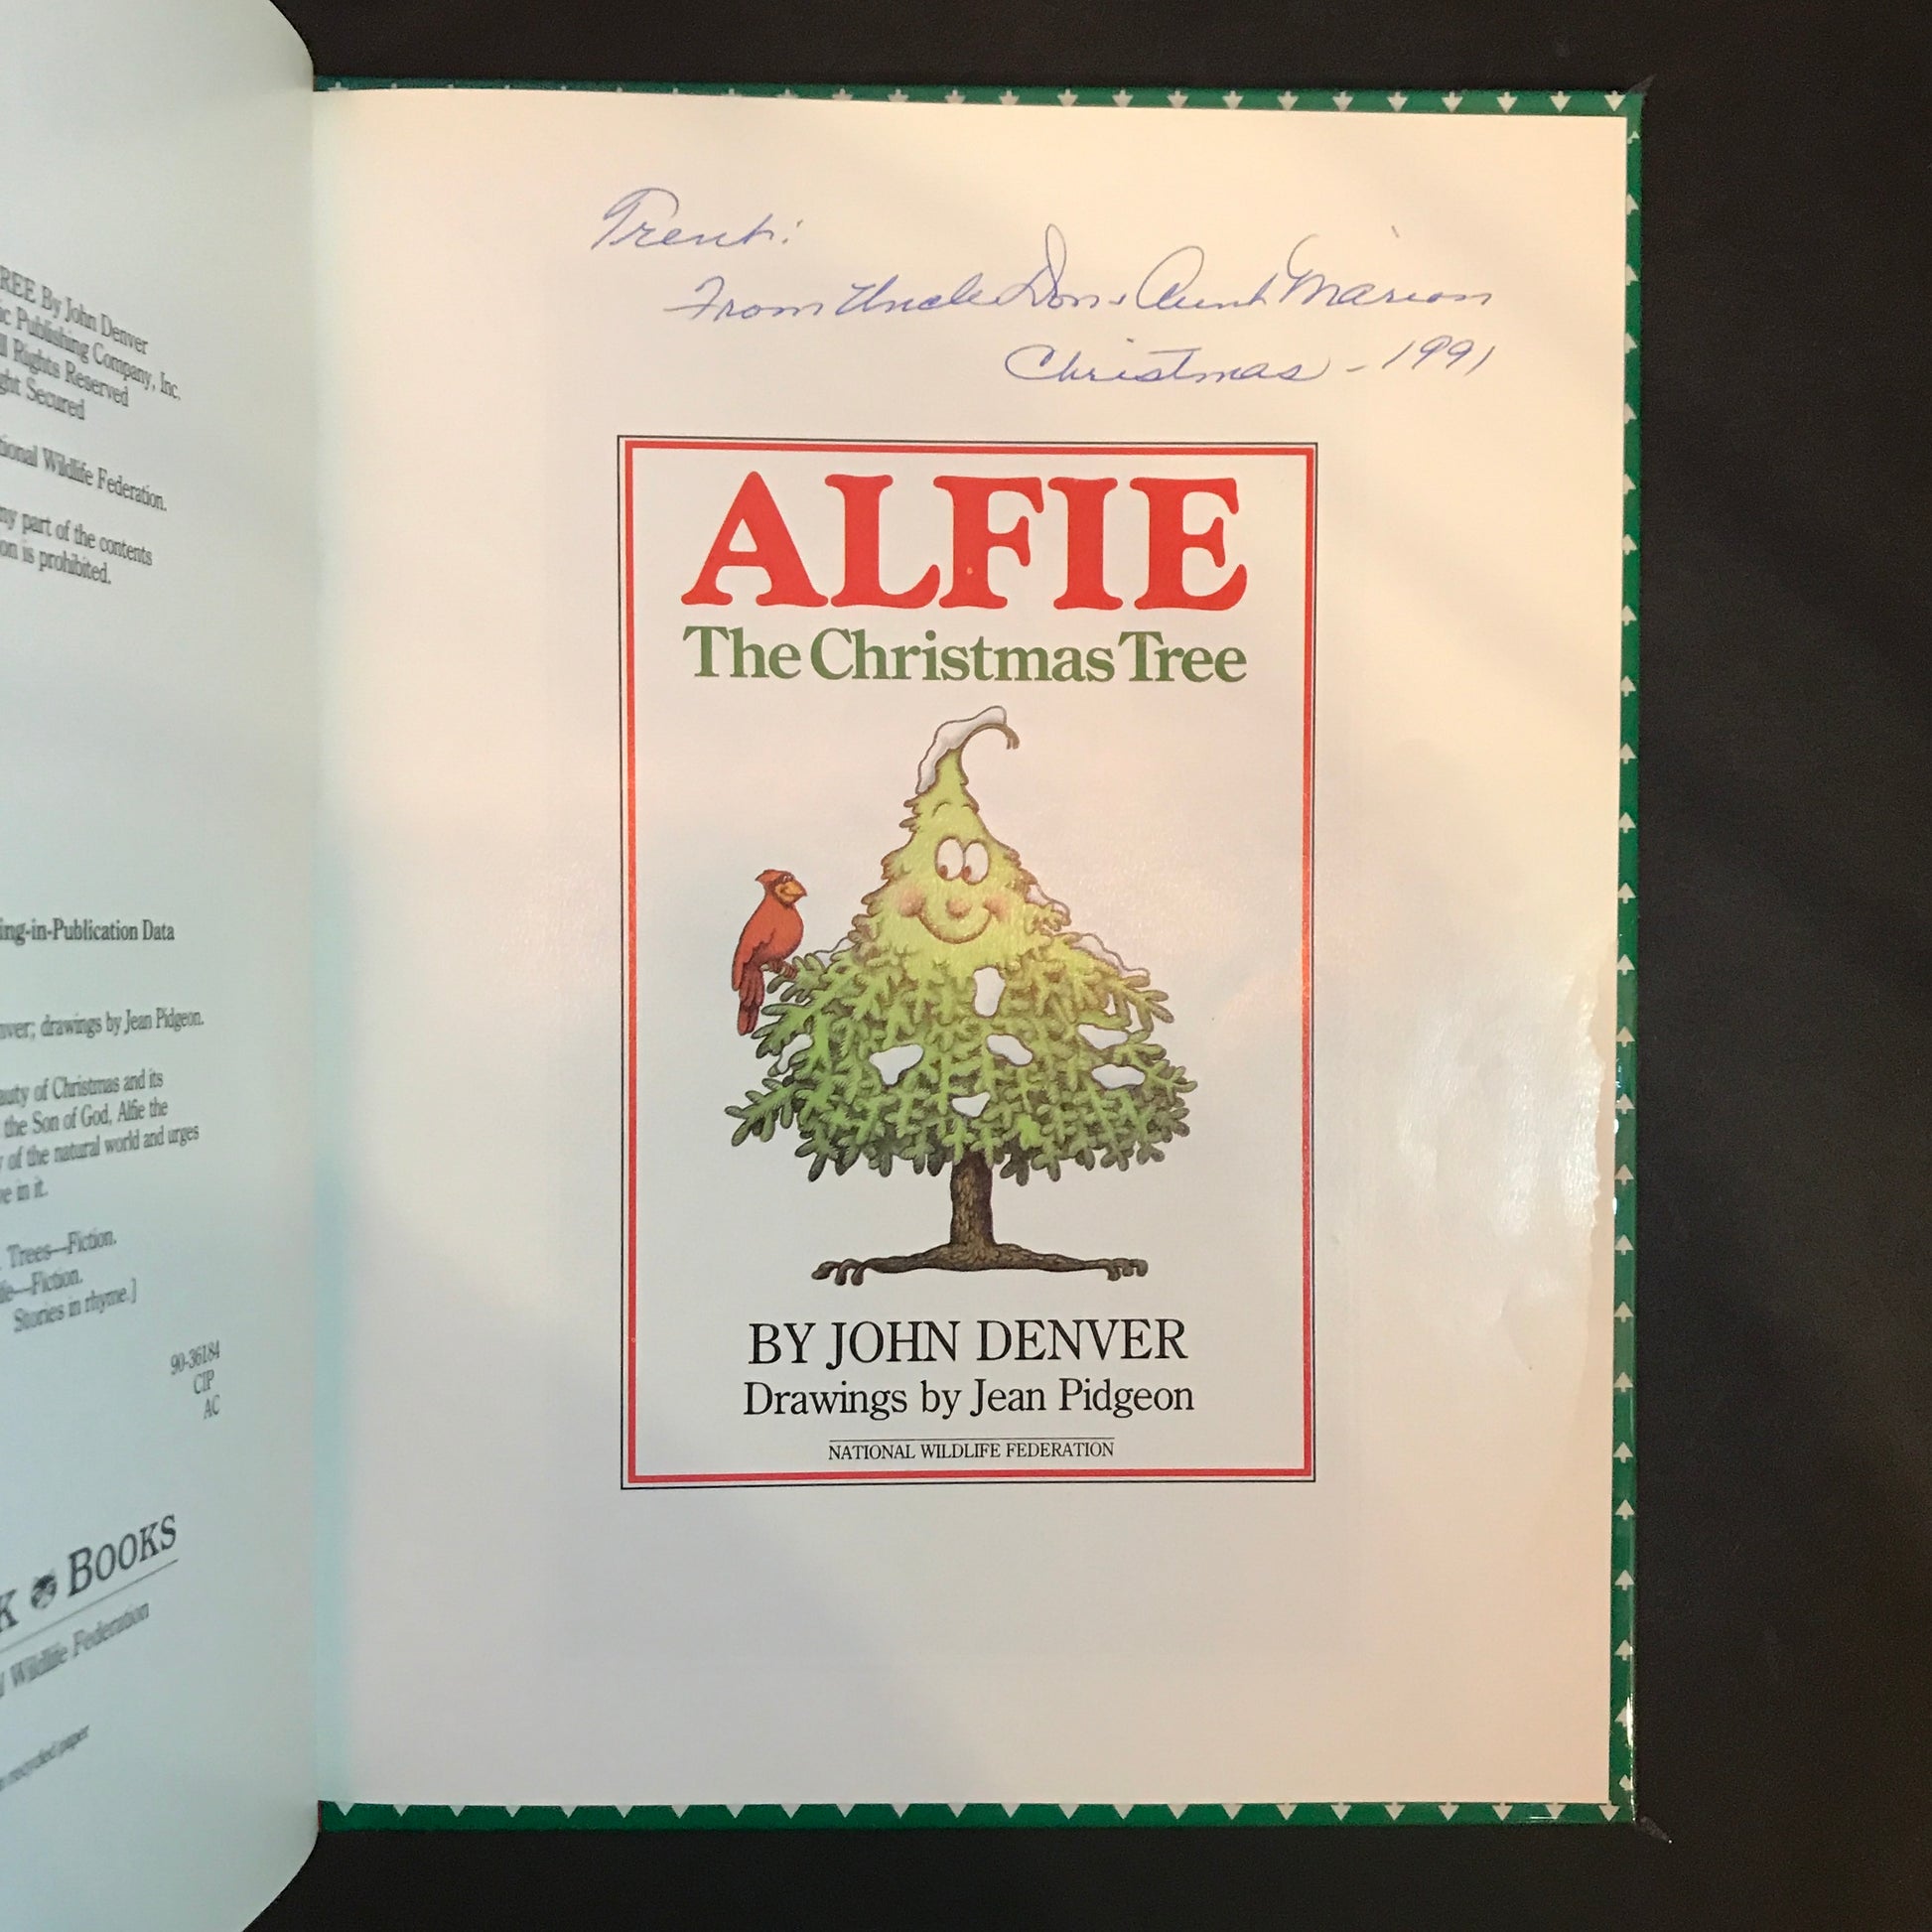 REE By John Denver
ic Publishing Company, Inc.
ll Rights Reserved
ght Secured
tional Wildlife Federation.
ny part of the contents
on is prohibited.
ing-in-Publication Data
nver; drawings by Jean Pidgeon.
auty of Christmas and its
the Son of God, Alfie the
of the natural world and urges
ve in it.
Trees—Fiction.
—Fiction.
Stories in rhyme.]
90-36184
CIP
AC
K BOOKS
l Wildlife Federation
recycled paper
Trent:
From Uncle Don & Aunt Marion
Christmas - 1991
ALFIE
The Christmas Tree
BY JOHN DENVER
Drawings by Jean Pidgeon
NATIONAL WILDLIFE FEDERATION